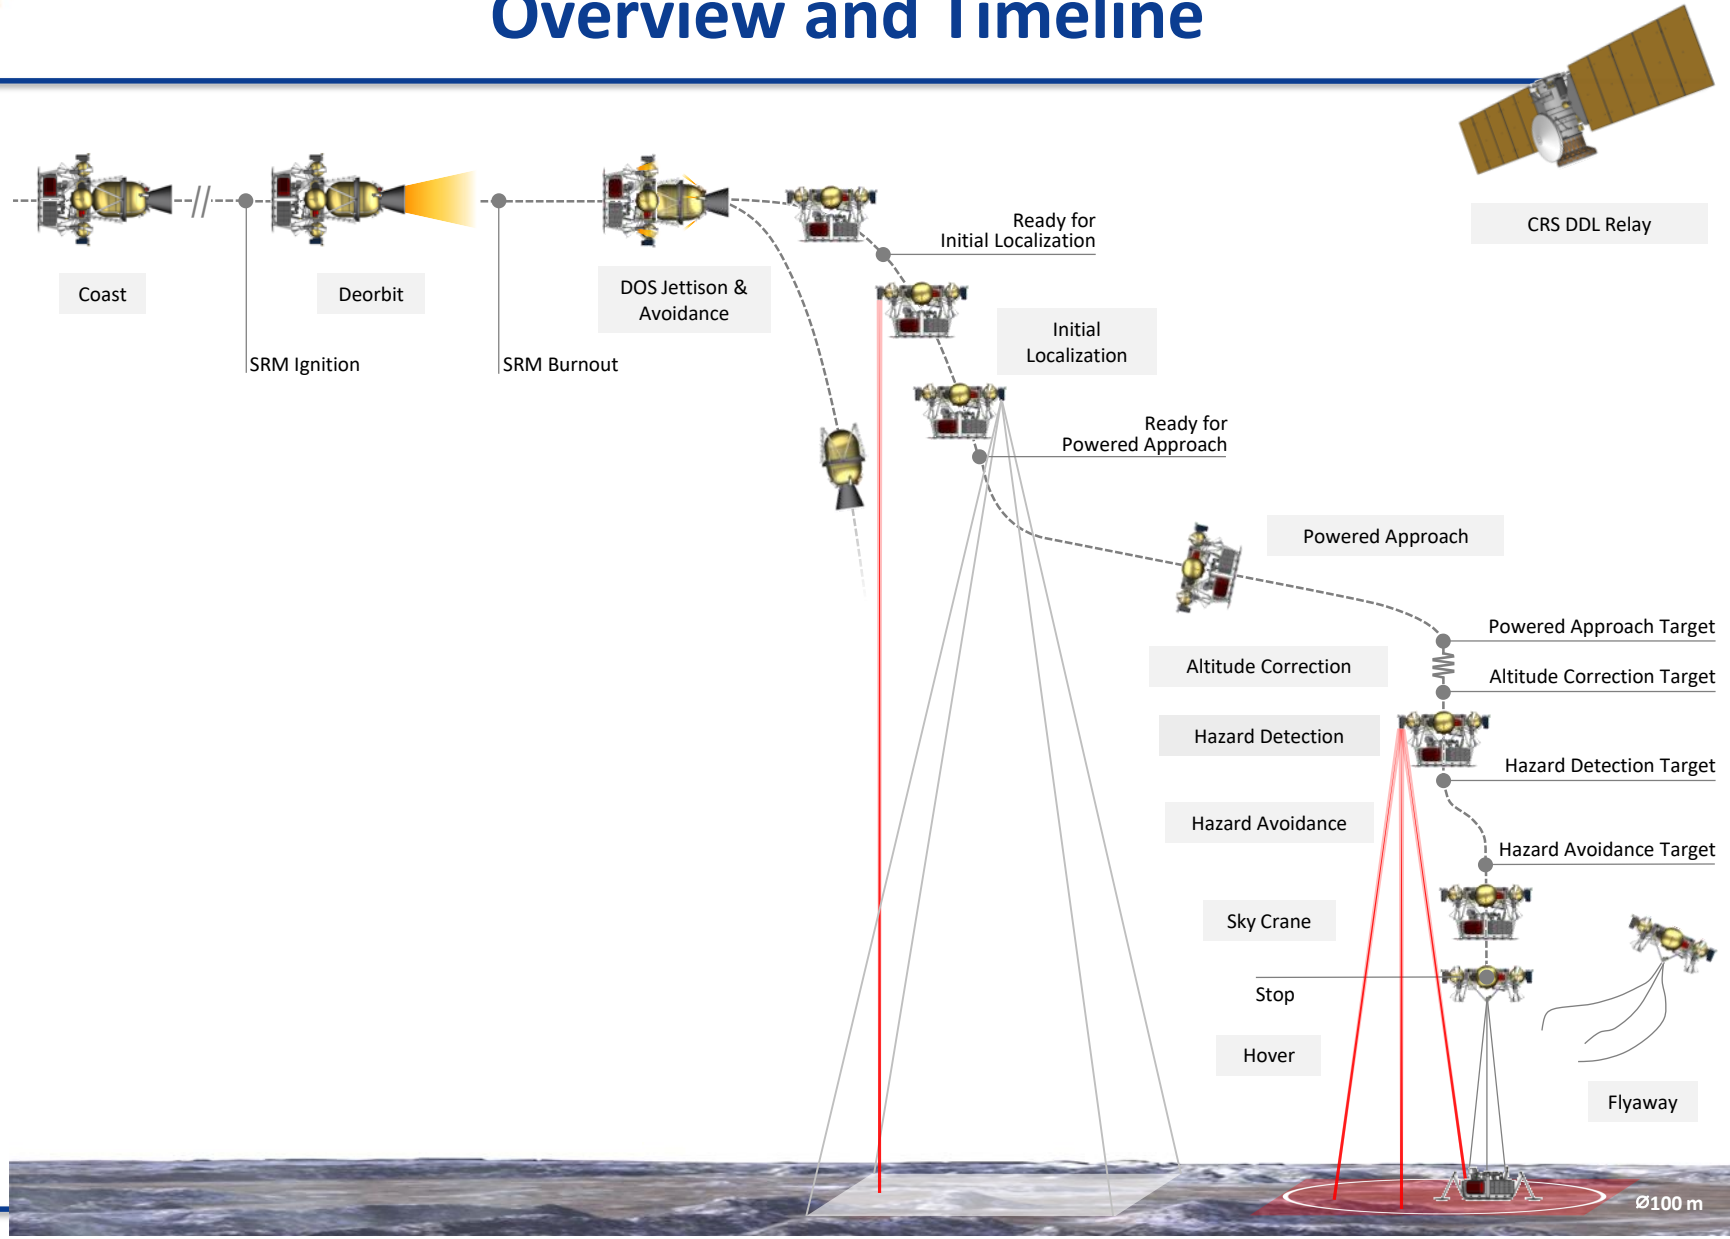 Overview and Timeline
CRS DDL Relay
Ready for
Initial Localization
Coast
Deorbit
DOS Jettison &
Avoidance
SRM Ignition
SRM Burnout
Initial
Localization
Ready for
Powered Approach
Powered Approach
Powered Approach Target
Altitude Correction
Altitude Correction Target
Hazard Detection
Hazard Detection Target
Hazard Avoidance
Hazard Avoidance Target
Sky Crane
Stop
Hover
Flyaway
Ø100 m